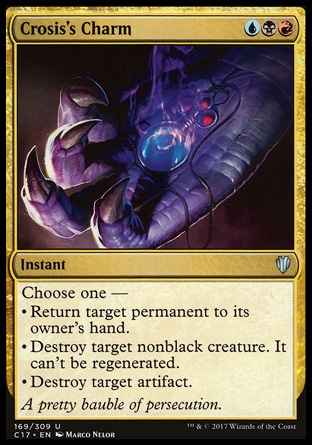 Crosis's Charm
Instant
Choose one —
• Return target permanent to its
owner's hand.
• Destroy target nonblack creature. It
can't be regenerated.
• Destroy target artifact.
A pretty bauble of persecution.
169/309 U
C17 • EN Marco Nelor
™ & © 2017 Wizards of the Coast